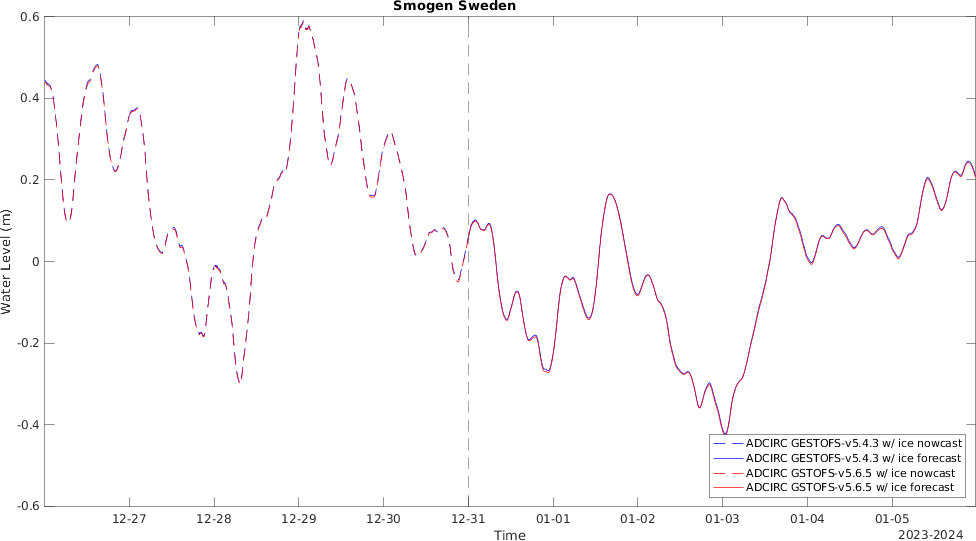 Smogen Sweden
Water Level (m)
0.6
0.4
0.2
0
-0.2
-0.4
-0.6
ADCIRC GESTOFS-v5.4.3 w/ ice nowcast
ADCIRC GESTOFS-v5.4.3 w/ ice forecast
ADCIRC GSTOFS-v5.6.5 w/ ice nowcast
ADCIRC GSTOFS-v5.6.5 w/ ice forecast
12-27 12-28 12-29 12-30 12-31 01-01 01-02 01-03 01-04 01-05
Time
2023-2024